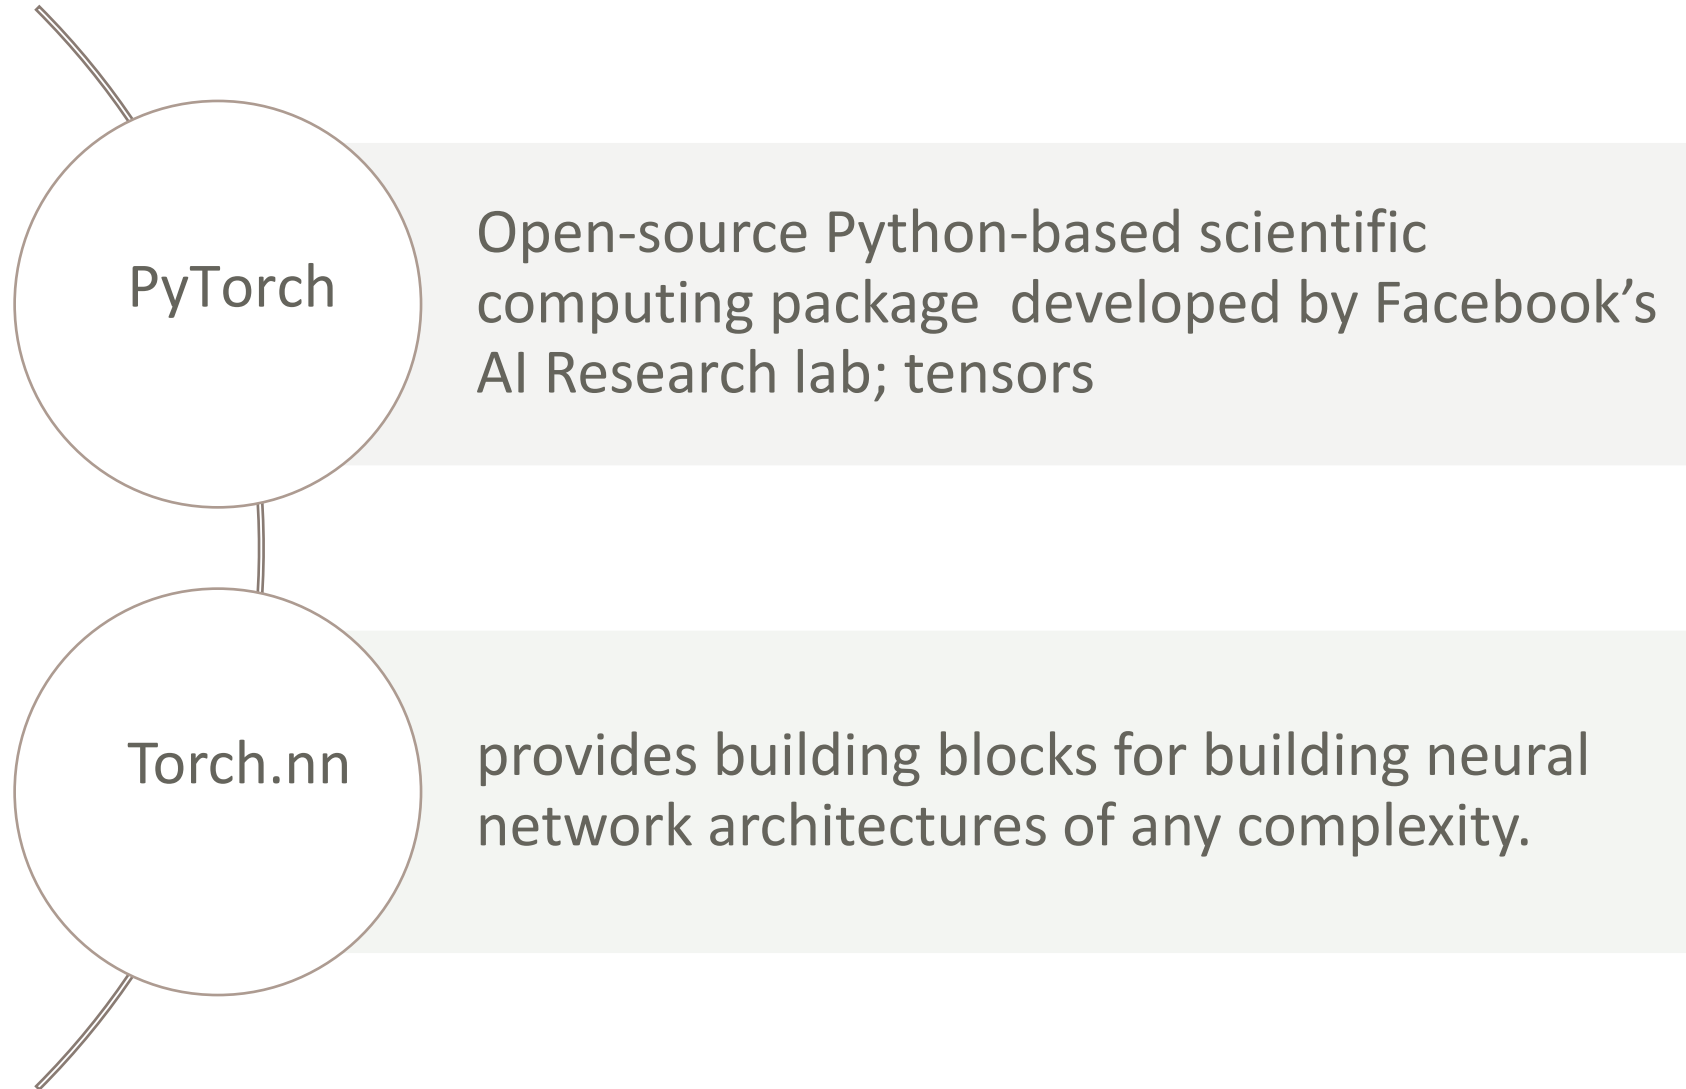 PyTorch
Open-source Python-based scientific
computing package  developed by Facebook’s
AI Research lab; tensors
Torch.nn
provides building blocks for building neural
network architectures of any complexity.